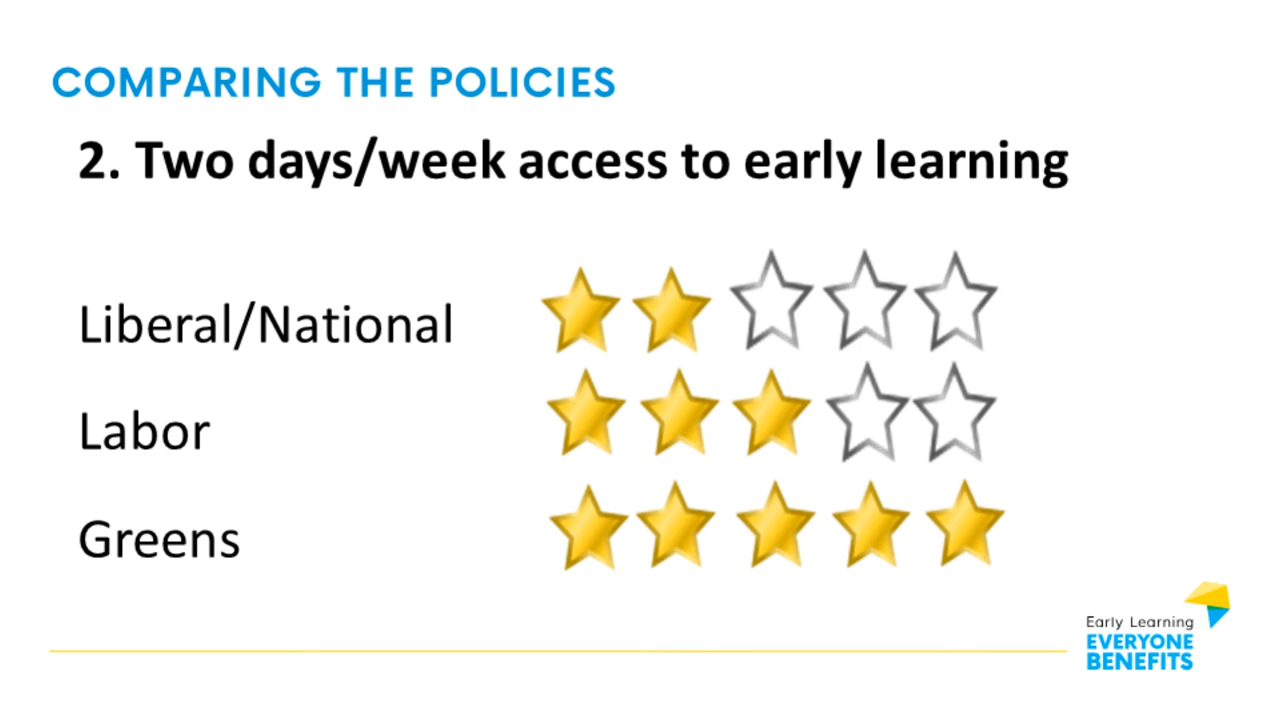 COMPARING THE POLICIES
2. Two days/week access to early learning
Liberal/National
Labor
Greens
Early Learning
EVERYONE
BENEFITS